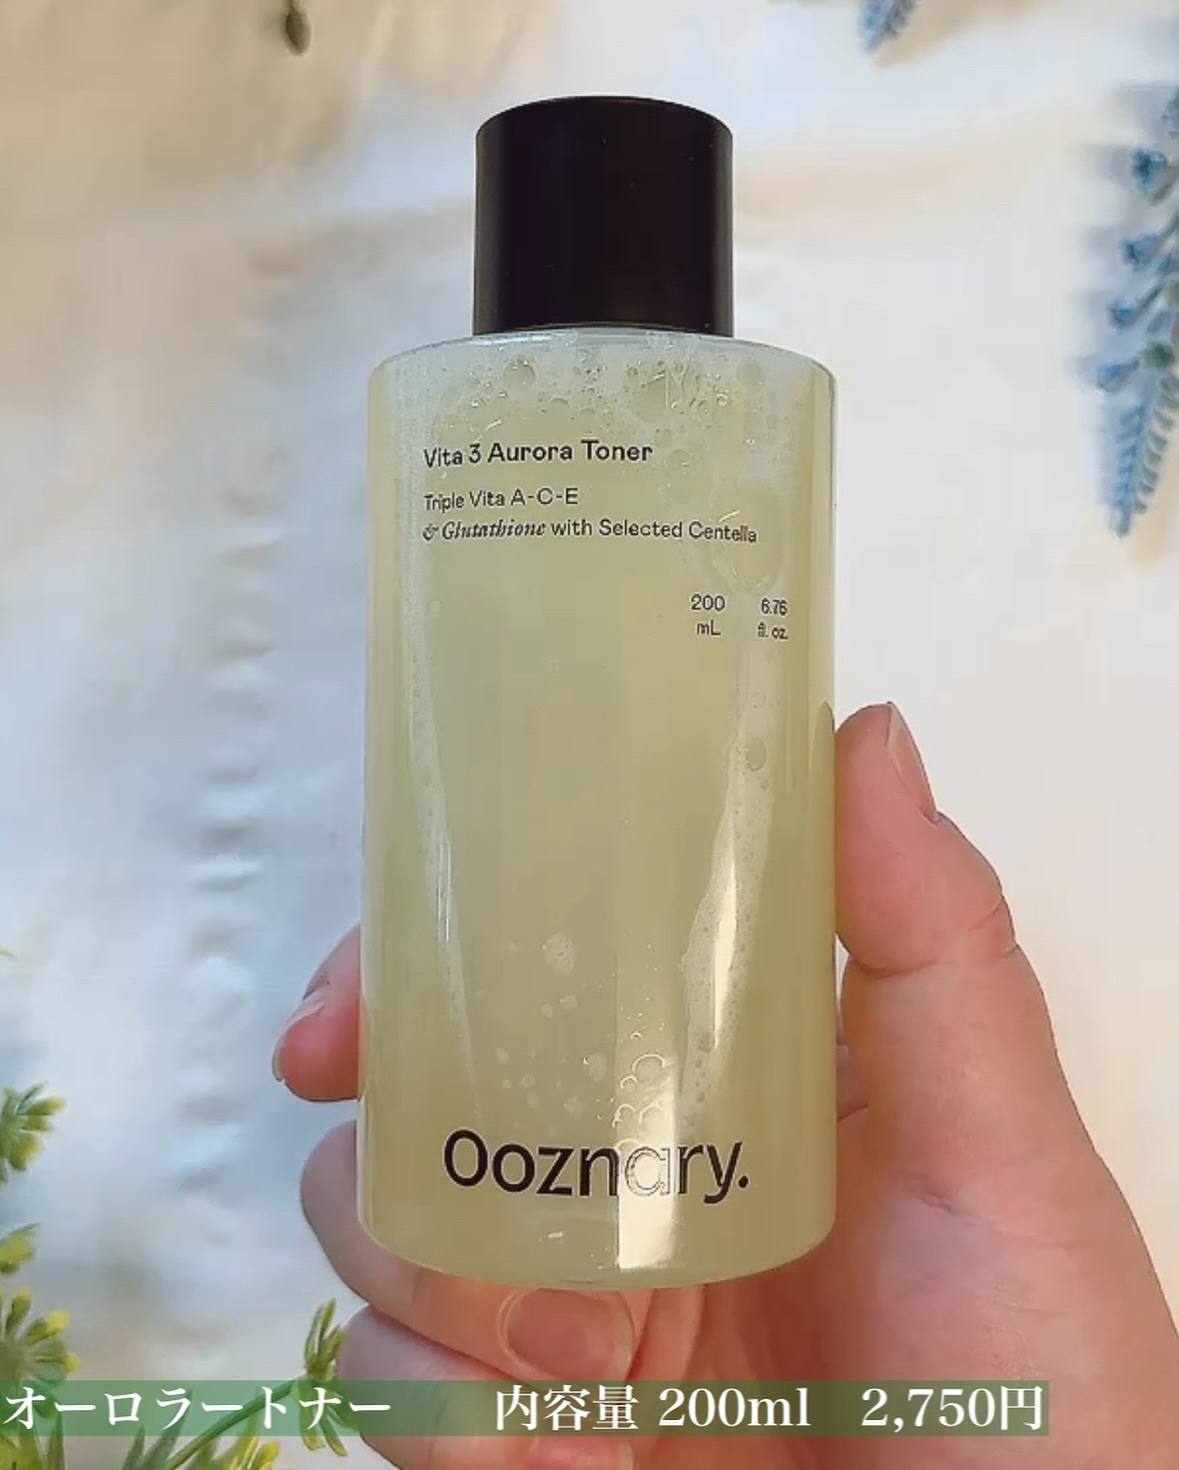 Vita 3 Aurora Toner
Triple Vita A-C-E
& Glutathione with Selected Centella
200 mL 6.76 fl. oz.
Ooznary.
オーロラートナー 内容量 200ml 2,750円